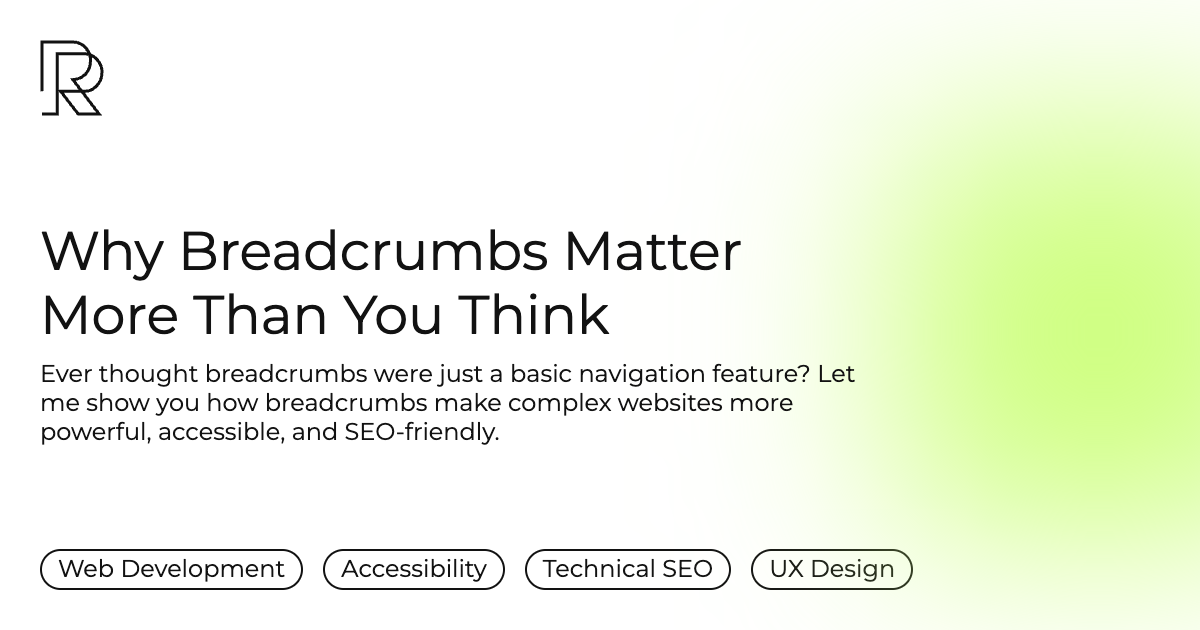 Why Breadcrumbs Matter
More Than You Think
Ever thought breadcrumbs were just a basic navigation feature? Let
me show you how breadcrumbs make complex websites more
powerful, accessible, and SEO-friendly.
Web Development
Accessibility
Technical SEO
UX Design